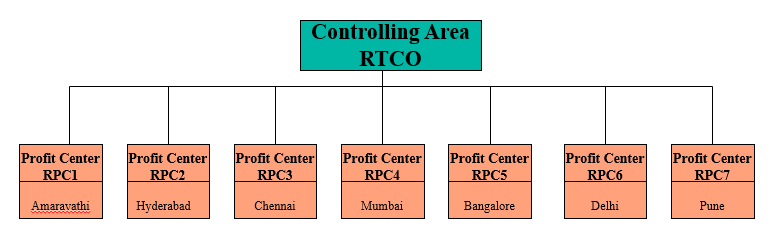 Controlling Area
RTCO
Profit Center
RPC1
Amaravathi
Profit Center
RPC2
Hyderabad
Profit Center
RPC3
Chennai
Profit Center
RPC4
Mumbai
Profit Center
RPC5
Bangalore
Profit Center
RPC6
Delhi
Profit Center
RPC7
Pune